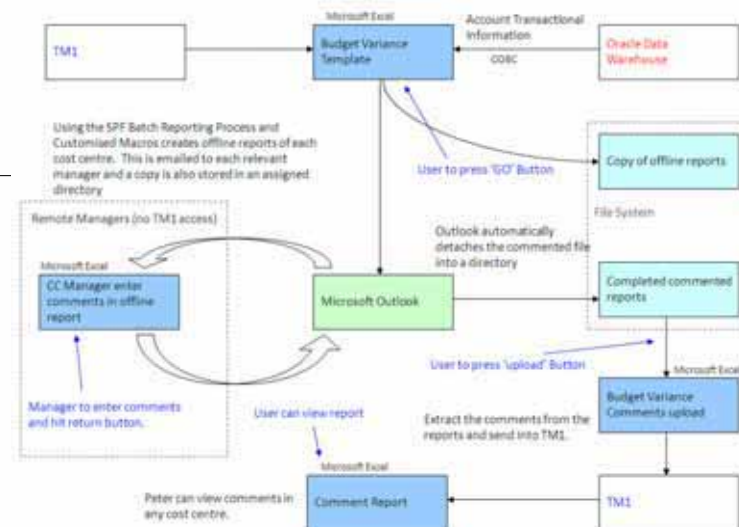 Microsoft Excel
TM1
Budget Variance
Template
Account Transactional
Information
ODBC
Oracle Data
Warehouse
Using the SPF Batch Reporting Process and
Customised Macros creates offline reports of each
cost centre. This is emailed to each relevant
manager and a copy is also stored in an assigned
directory
User to press 'GO' Button
Copy of offline reports
File System
Remote Managers (no TM1 access)
Outlook automatically
detaches the commented file
into a directory
Microsoft Excel
CC Manager enter
comments in offline
report
Microsoft Outlook
Completed commented
reports
User to press 'upload' Button
Microsoft Excel
Manager to enter comments
and hit return button.
User can view report
Budget Variance
Comments upload
Extract the comments from the
reports and send into TM1.
Microsoft Excel
Peter can view comments in
any cost centre.
Comment Report
TM1